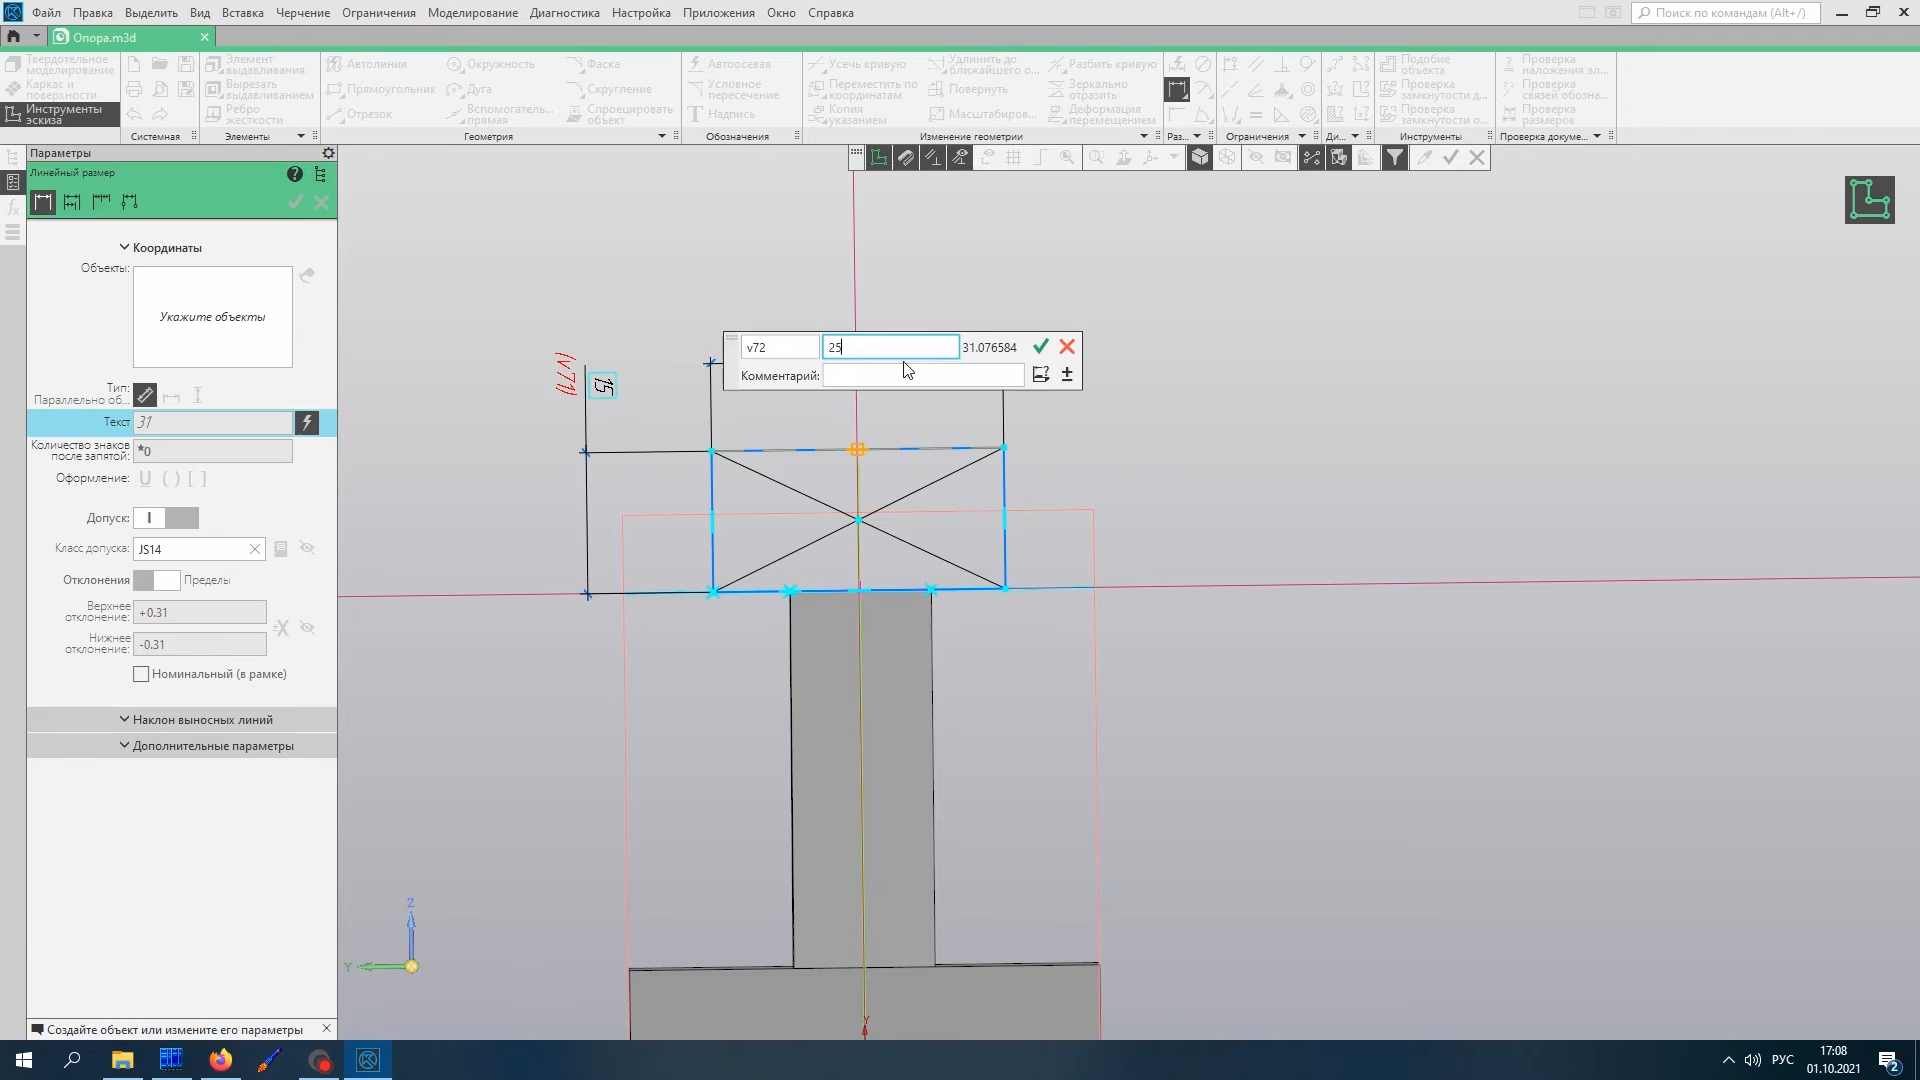 Файл Правка Выделить Вид Вставка Черчение Ограничения Моделирование Диагностика Настройка Приложения Окно Справка
Поиск по командам (Alt+/)
Опора.m3d
Твердотельное моделирование
Каркас и поверхности
Инструменты эскиза
Системная
Элемент выдавливания
Вырезать выдавливанием
Ребро жесткости
Элементы
Автолиния
Прямоугольник
Отрезок
Окружность
Дуга
Вспомогатель... прямая
Фаска
Скругление
Спроецировать объект
Геометрия
Автоосевая
Условное пересечение
Надпись
Обозначения
Усечь кривую
Переместить по координатам
Копия указанием
Удлинить до ближайшего о...
Повернуть
Масштабиров...
Разбить кривую
Зеркально отразить
Деформация перемещением
Изменение геометрии
Раз...
Ограничения
Ди...
Подобие объекта
Проверка замкнутости д...
Проверка замкнутости о...
Инструменты
Проверка наложения эл...
Проверка связей обозна...
Проверка размеров
Проверка докуме...
Параметры
Линейный размер
Координаты
Объекты:
Укажите объекты
Тип:
Параллельно об...
Текст 31
Количество знаков после запятой: *0
Оформление: U ( ) [ ]
Допуск:
Класс допуска: JS14
Отклонения Пределы
Верхнее отклонение: +0.31
Нижнее отклонение: -0.31
Номинальный (в рамке)
Наклон выносных линий
Дополнительные параметры
Создайте объект или измените его параметры
v72 25 31.076584
Комментарий:
(v71)
15
Z
Y
Y
РУС
17:08
01.10.2021
2